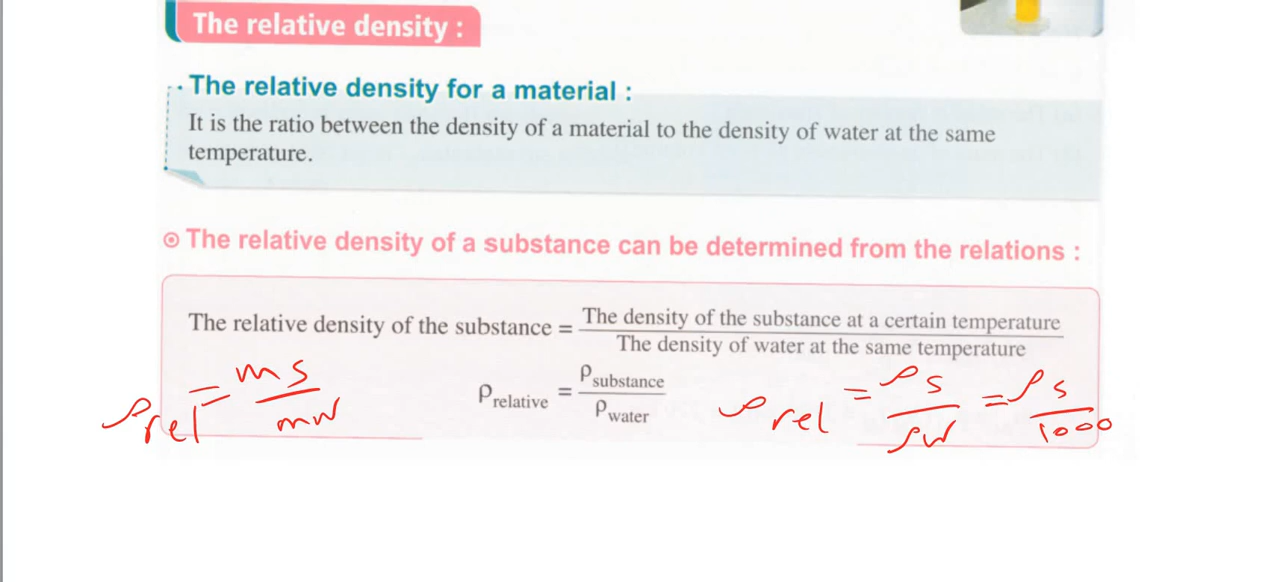 The relative density :
The relative density for a material :
It is the ratio between the density of a material to the density of water at the same
temperature.
The relative density of a substance can be determined from the relations :
The relative density of the substance = The density of the substance at a certain temperature / The density of water at the same temperature
ρrel = ms / mw
ρrelative = ρsubstance / ρwater
ρrel = ρs / ρw = ρs / 1000